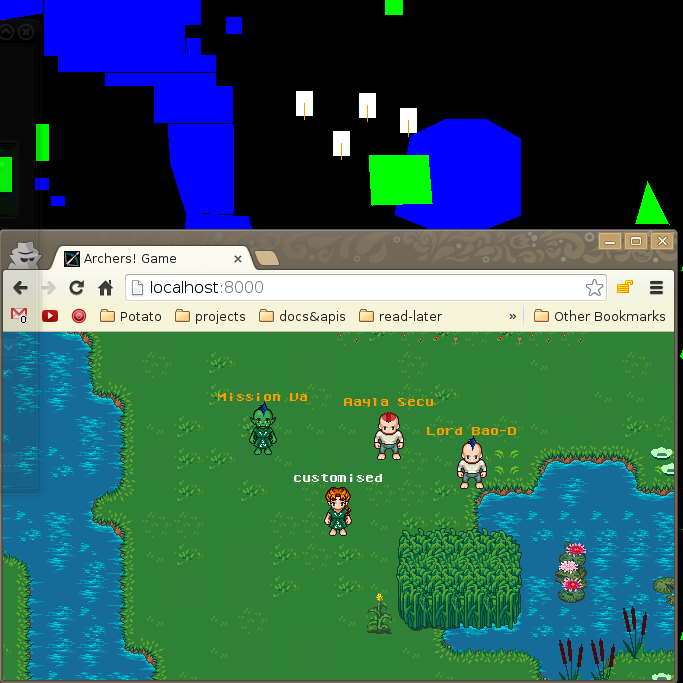 Archers! Game
localhost:8000
0 Potato projects docs&apis read-later » Other Bookmarks
Mission Va
Aayla Secu
Lord Bao-D
customised